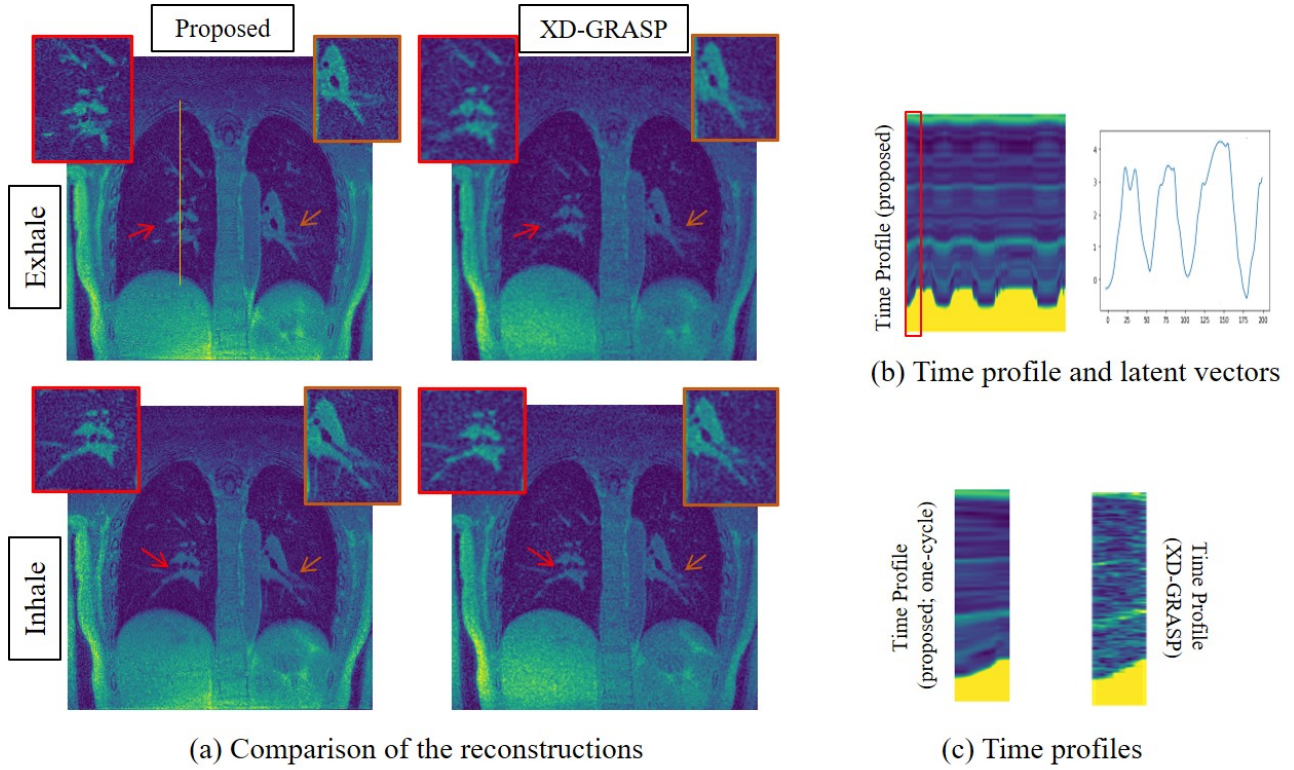 Proposed
XD-GRASP
Exhale
Inhale
(a) Comparison of the reconstructions
Time Profile (proposed)
4
3
2
1
0
0 25 50 75 100 125 150 175 200
(b) Time profile and latent vectors
Time Profile
(proposed; one-cycle)
Time Profile
(XD-GRASP)
(c) Time profiles